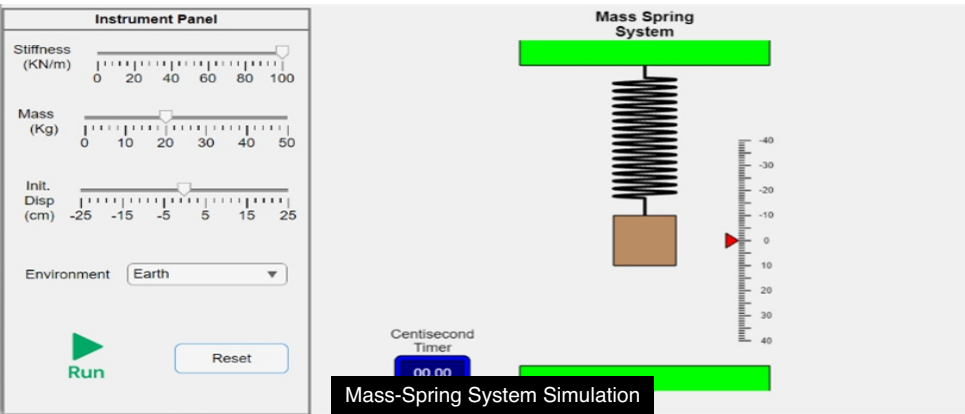 Instrument Panel
Stiffness
(KN/m)
0 20 40 60 80 100
Mass
(Kg)
0 10 20 30 40 50
Init.
Disp
(cm)
-25 -15 -5 5 15 25
Environment Earth
Run
Reset
Mass Spring
System
-40
-30
-20
-10
0
10
20
30
40
Centisecond
Timer
00.00
Mass-Spring System Simulation